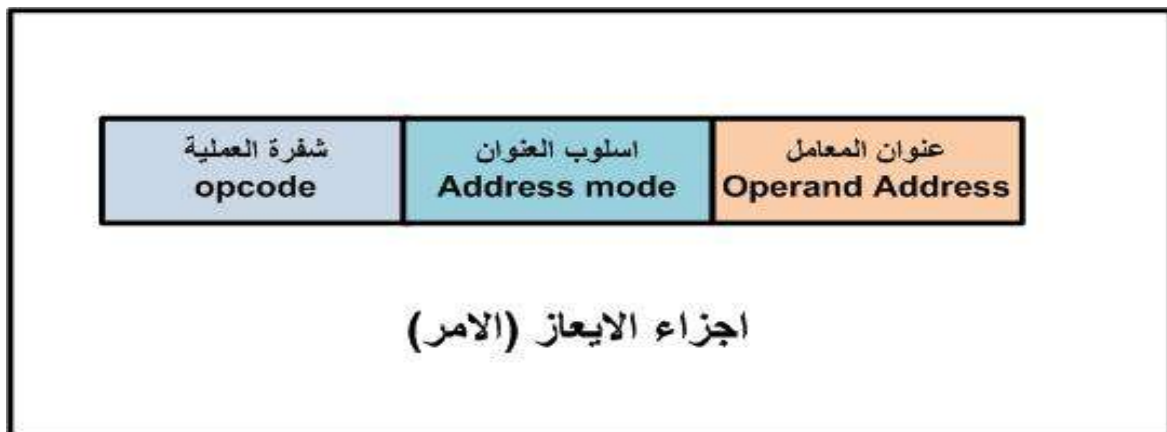 شفرة العملية
opcode
اسلوب العنوان
Address mode
عنوان المعامل
Operand Address
اجزاء الايعاز (الامر)